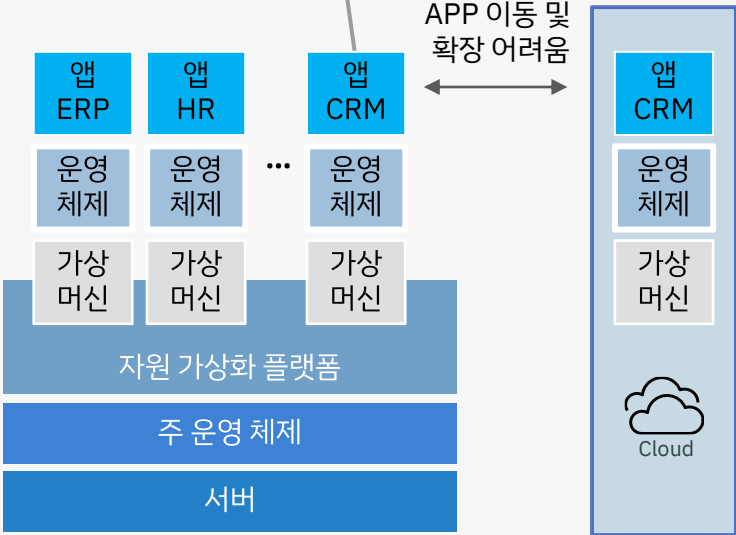 APP 이동 및
확장 어려움
앱
ERP
앱
HR
앱
CRM
앱
CRM
운영
체제
운영
체제
...
운영
체제
운영
체제
가상
머신
가상
머신
가상
머신
가상
머신
자원 가상화 플랫폼
주 운영 체제
서버
Cloud